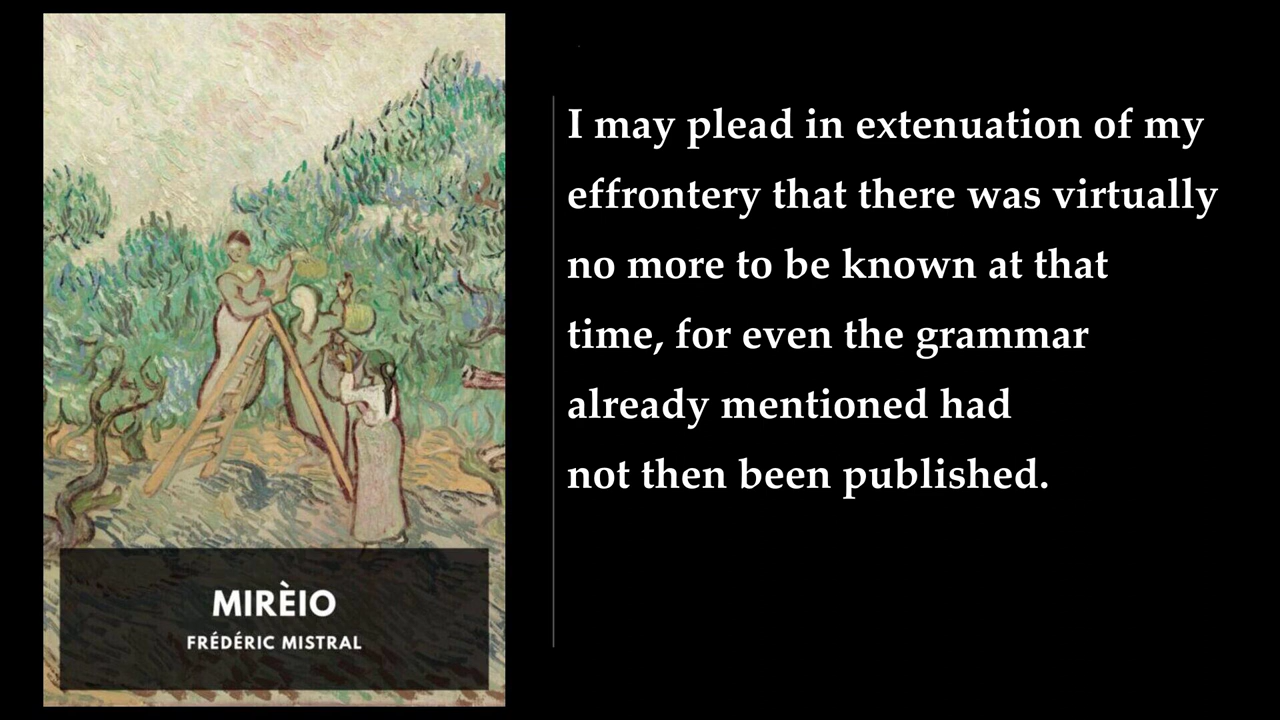 MIRÈIO
FRÉDÉRIC MISTRAL
I may plead in extenuation of my
effrontery that there was virtually
no more to be known at that
time, for even the grammar
already mentioned had
not then been published.